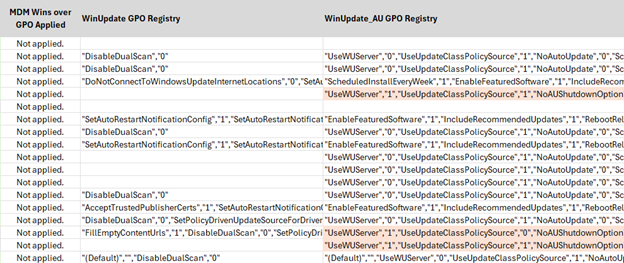 MDM Wins over GPO Applied WinUpdate GPO Registry WinUpdate_AU GPO Registry
Not applied.
Not applied. "DisableDualScan","0" "UseWUServer","0","UseUpdateClassPolicySource","1","NoAutoUpdate","0","Sc
Not applied. "DisableDualScan","0" "UseWUServer","0","UseUpdateClassPolicySource","1","NoAutoUpdate","0","Sc
Not applied. "DoNotConnectToWindowsUpdateInternetLocations","0","SetAu "ScheduledInstallEveryWeek","1","EnableFeaturedSoftware","1","IncludeRecom
Not applied. "UseWUServer","1","UseUpdateClassPolicySource","1","NoAUShutdownOption
Not applied.
Not applied. "SetAutoRestartNotificationConfig","1","SetAutoRestartNotificat "EnableFeaturedSoftware","1","IncludeRecommendedUpdates","1","RebootRel
Not applied. "DisableDualScan","0" "UseWUServer","0","UseUpdateClassPolicySource","1","NoAutoUpdate","0","Sc
Not applied. "SetAutoRestartNotificationConfig","1","SetAutoRestartNotificat "EnableFeaturedSoftware","1","IncludeRecommendedUpdates","1","RebootRel
Not applied. "UseWUServer","0","UseUpdateClassPolicySource","1","NoAutoUpdate","0","Sc
Not applied. "UseWUServer","0","UseUpdateClassPolicySource","1","NoAutoUpdate","0","Sc
Not applied. "UseWUServer","0","UseUpdateClassPolicySource","1","NoAutoUpdate","0","Sc
Not applied. "DisableDualScan","0" "UseWUServer","0","UseUpdateClassPolicySource","1","NoAutoUpdate","0","Sc
Not applied. "AcceptTrustedPublisherCerts","1","SetAutoRestartNotification "EnableFeaturedSoftware","1","IncludeRecommendedUpdates","1","RebootRel
Not applied. "DisableDualScan","0","SetPolicyDrivenUpdateSourceForDriver "UseWUServer","0","UseUpdateClassPolicySource","1","NoAutoUpdate","0","Sc
Not applied. "FillEmptyContentUrls","1","DisableDualScan","0","SetPolicyDri "UseWUServer","1","UseUpdateClassPolicySource","0","NoAUShutdownOption
Not applied. "UseWUServer","1","UseUpdateClassPolicySource","1","NoAUShutdownOption
Not applied. "(Default)","","DisableDualScan","0" "(Default)","","UseWUServer","0","UseUpdateClassPolicySource","1","NoAutoUp